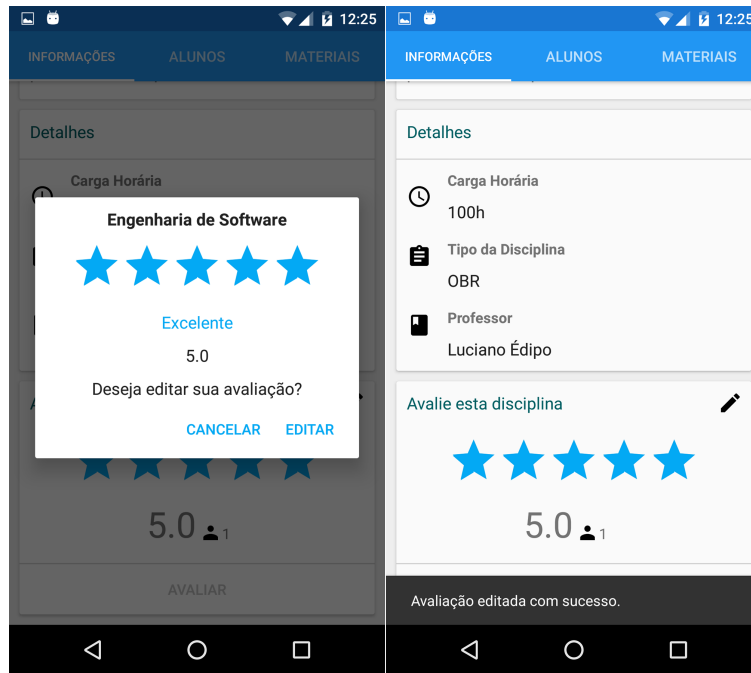 12:25
INFORMAÇÕES ALUNOS MATERIAIS
Detalhes
Carga Horária
Engenharia de Software
Excelente
5.0
Deseja editar sua avaliação?
CANCELAR EDITAR
5.0 1
AVALIAR
12:25
INFORMAÇÕES ALUNOS MATERIAIS
Detalhes
Carga Horária
100h
Tipo da Disciplina
OBR
Professor
Luciano Édipo
Avalie esta disciplina
5.0 1
Avaliação editada com sucesso.